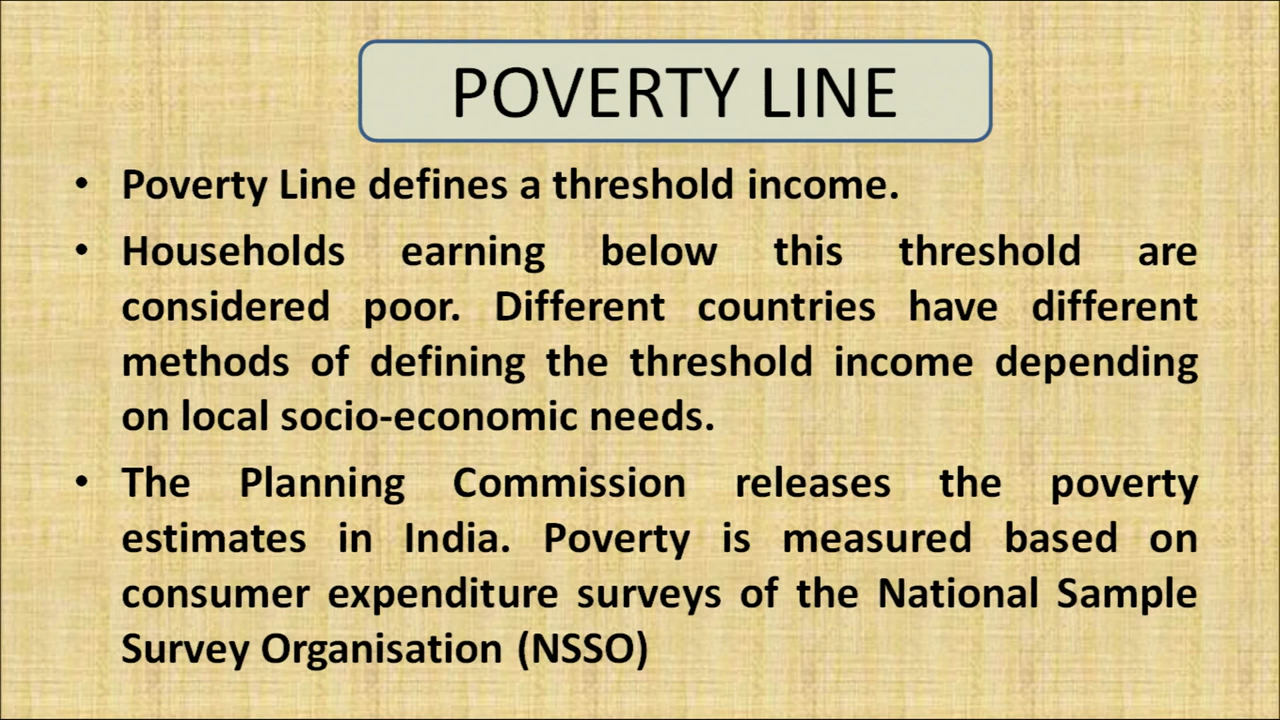 POVERTY LINE
• Poverty Line defines a threshold income.
• Households earning below this threshold are
considered poor. Different countries have different
methods of defining the threshold income depending
on local socio-economic needs.
• The Planning Commission releases the poverty
estimates in India. Poverty is measured based on
consumer expenditure surveys of the National Sample
Survey Organisation (NSSO)